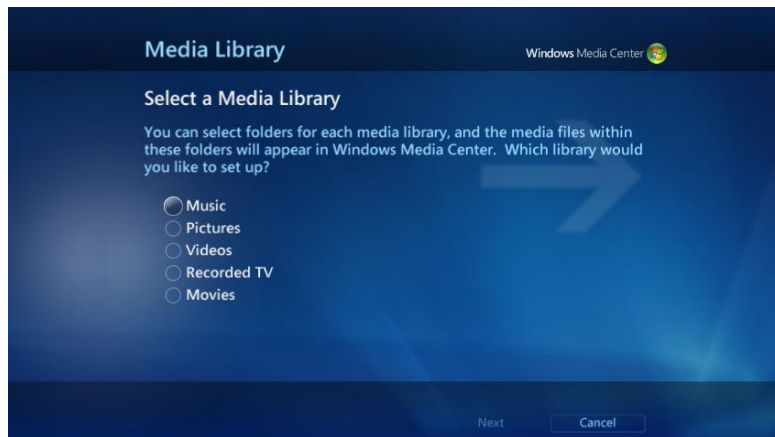 Media Library
Windows Media Center
Select a Media Library
You can select folders for each media library, and the media files within
these folders will appear in Windows Media Center. Which library would
you like to set up?
Music
Pictures
Videos
Recorded TV
Movies
Next
Cancel